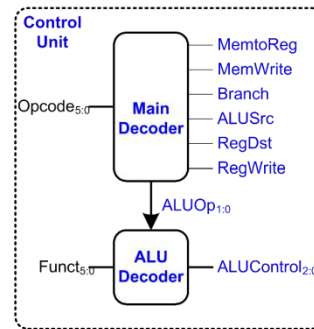 Control
Unit
MemtoReg
MemWrite
Branch
ALUSrc
RegDst
RegWrite
Opcode5:0
Main
Decoder
ALUOp1:0
Funct5:0
ALU
Decoder
ALUControl2:0